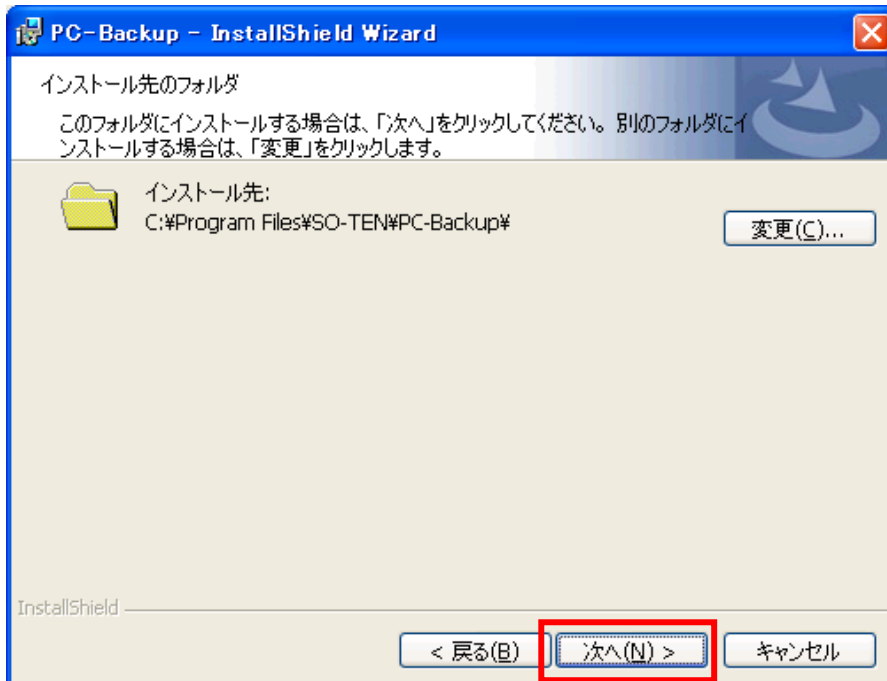 PC-Backup - InstallShield Wizard
インストール先のフォルダ
このフォルダにインストールする場合は、「次へ」をクリックしてください。別のフォルダにイ
ンストールする場合は、「変更」をクリックします。
インストール先:
C:¥Program Files¥SO-TEN¥PC-Backup¥
変更(C)...
InstallShield
< 戻る(B)
次へ(N) >
キャンセル